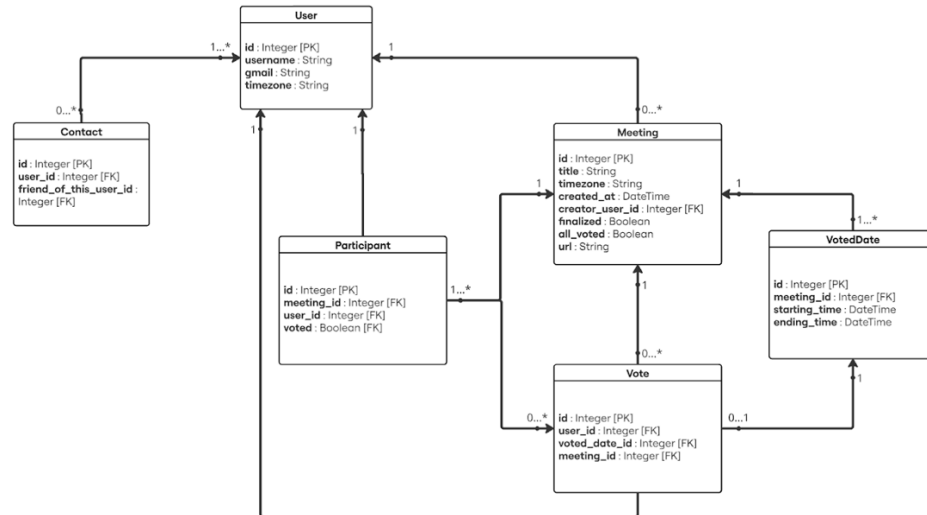 User
id : Integer [PK]
username : String
gmail : String
timezone : String
1...*
1
0...*
1
1
0...*
Contact
id : Integer [PK]
user_id : Integer [FK]
friend_of_this_user_id :
Integer [FK]
Meeting
id : Integer [PK]
title : String
timezone : String
created_at : DateTime
creator_user_id : Integer [FK]
finalized : Boolean
all_voted : Boolean
url : String
1
1
1...*
Participant
id : Integer [PK]
meeting_id : Integer [FK]
user_id : Integer [FK]
voted : Boolean [FK]
1...*
VotedDate
id : Integer [PK]
meeting_id : Integer [FK]
starting_time : DateTime
ending_time : DateTime
1
0...*
1
Vote
id : Integer [PK]
user_id : Integer [FK]
voted_date_id : Integer [FK]
meeting_id : Integer [FK]
0...*
0...1